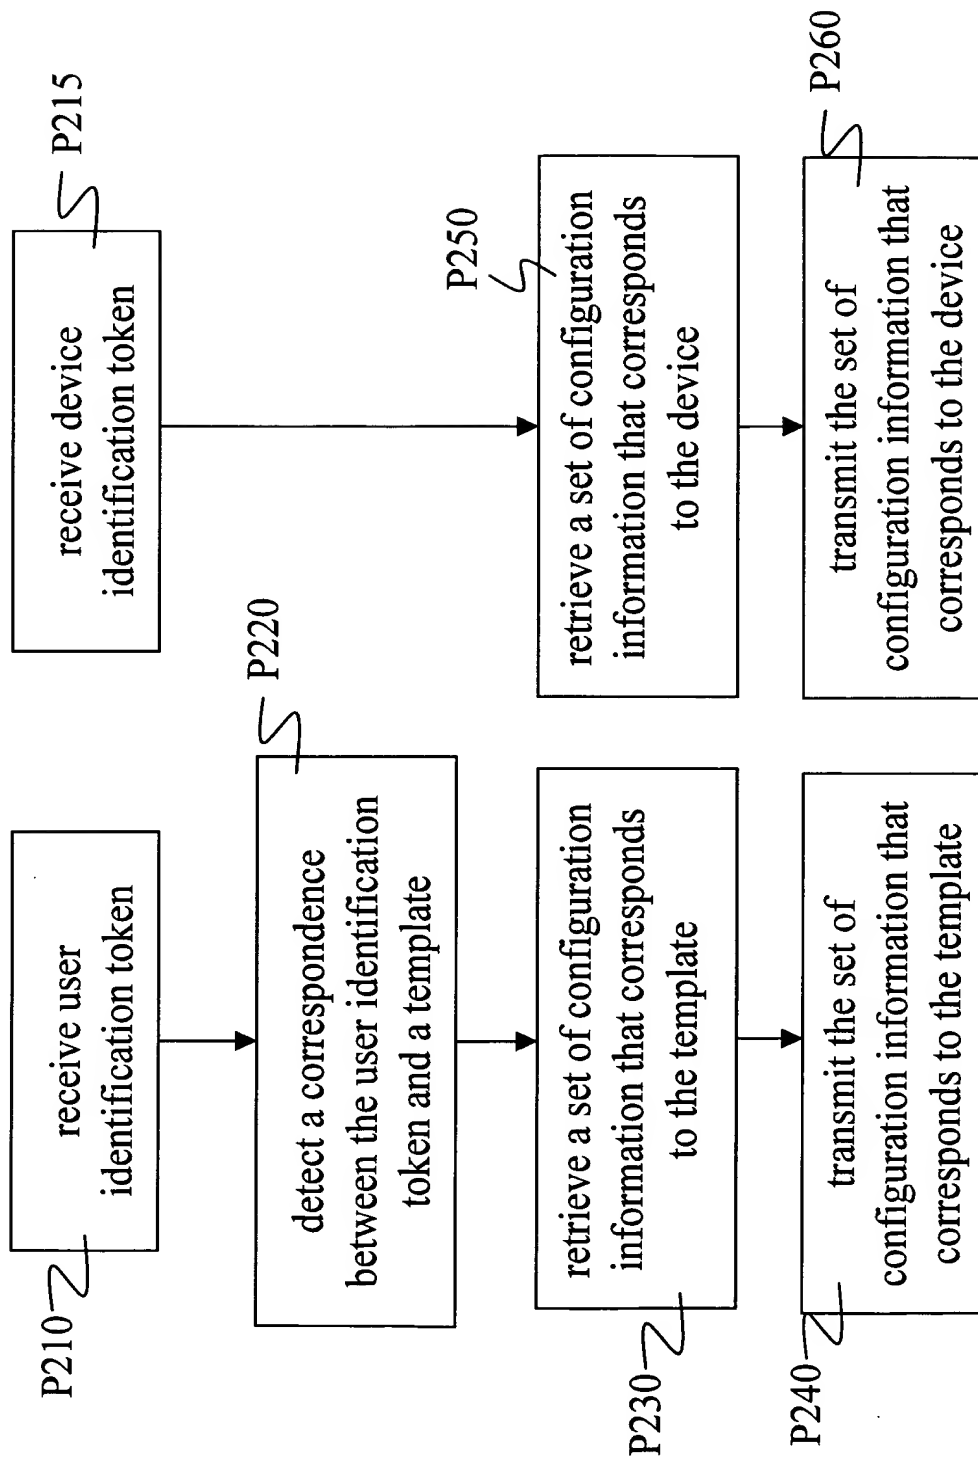 P210
receive user
identification token
P215
receive device
identification token
P220
detect a correspondence
between the user identification
token and a template
P230
retrieve a set of configuration
information that corresponds
to the template
P250
retrieve a set of configuration
information that corresponds
to the device
P240
transmit the set of
configuration information that
corresponds to the template
P260
transmit the set of
configuration information that
corresponds to the device